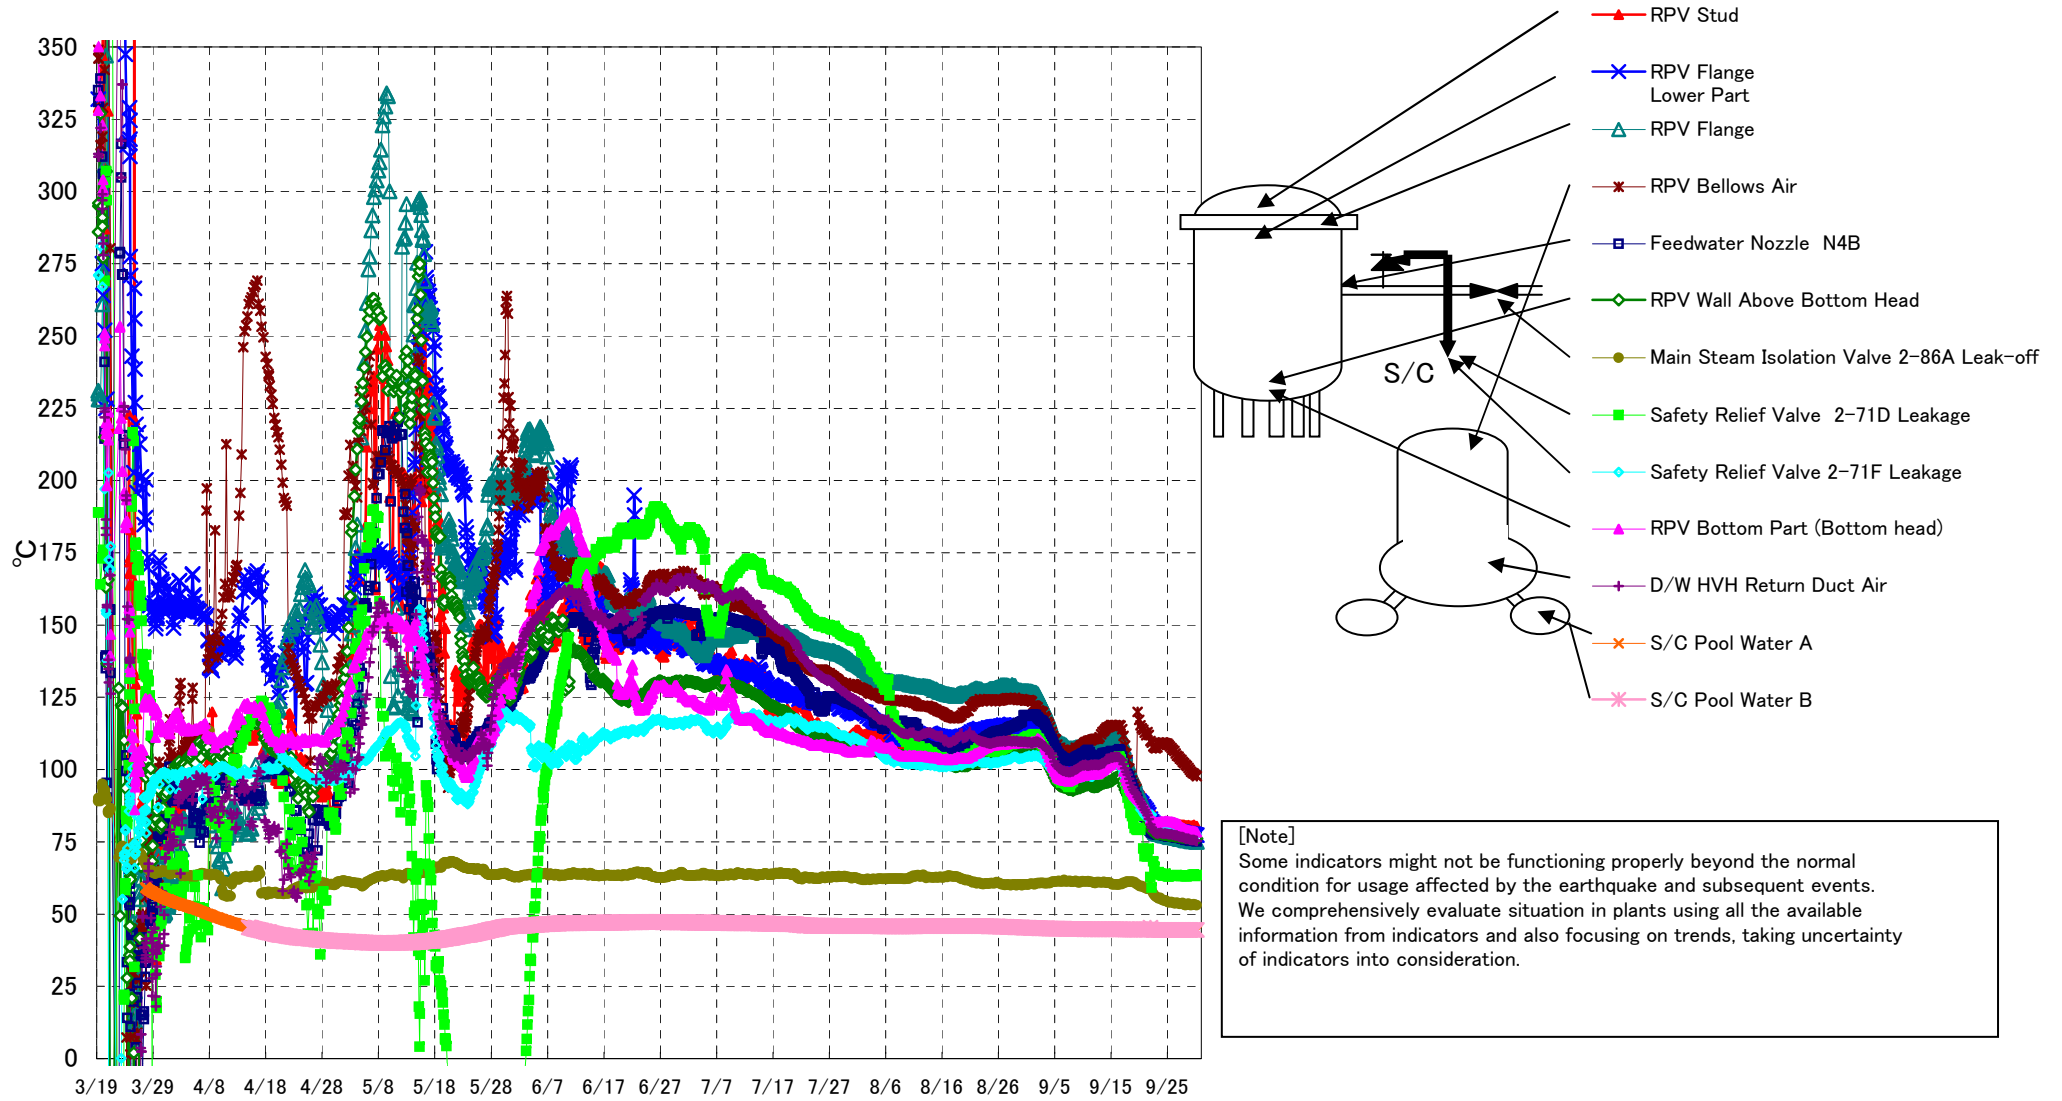 350
325
300
275
250
225
200
175
150
125
100
75
50
25
0
℃
3/19 3/29 4/8 4/18 4/28 5/8 5/18 5/28 6/7 6/17 6/27 7/7 7/17 7/27 8/6 8/16 8/26 9/5 9/15 9/25
RPV Stud
RPV Flange
Lower Part
RPV Flange
RPV Bellows Air
Feedwater Nozzle N4B
RPV Wall Above Bottom Head
Main Steam Isolation Valve 2-86A Leak-off
Safety Relief Valve 2-71D Leakage
Safety Relief Valve 2-71F Leakage
RPV Bottom Part (Bottom head)
D/W HVH Return Duct Air
S/C Pool Water A
S/C Pool Water B
S/C
[Note]
Some indicators might not be functioning properly beyond the normal
condition for usage affected by the earthquake and subsequent events.
We comprehensively evaluate situation in plants using all the available
information from indicators and also focusing on trends, taking uncertainty
of indicators into consideration.